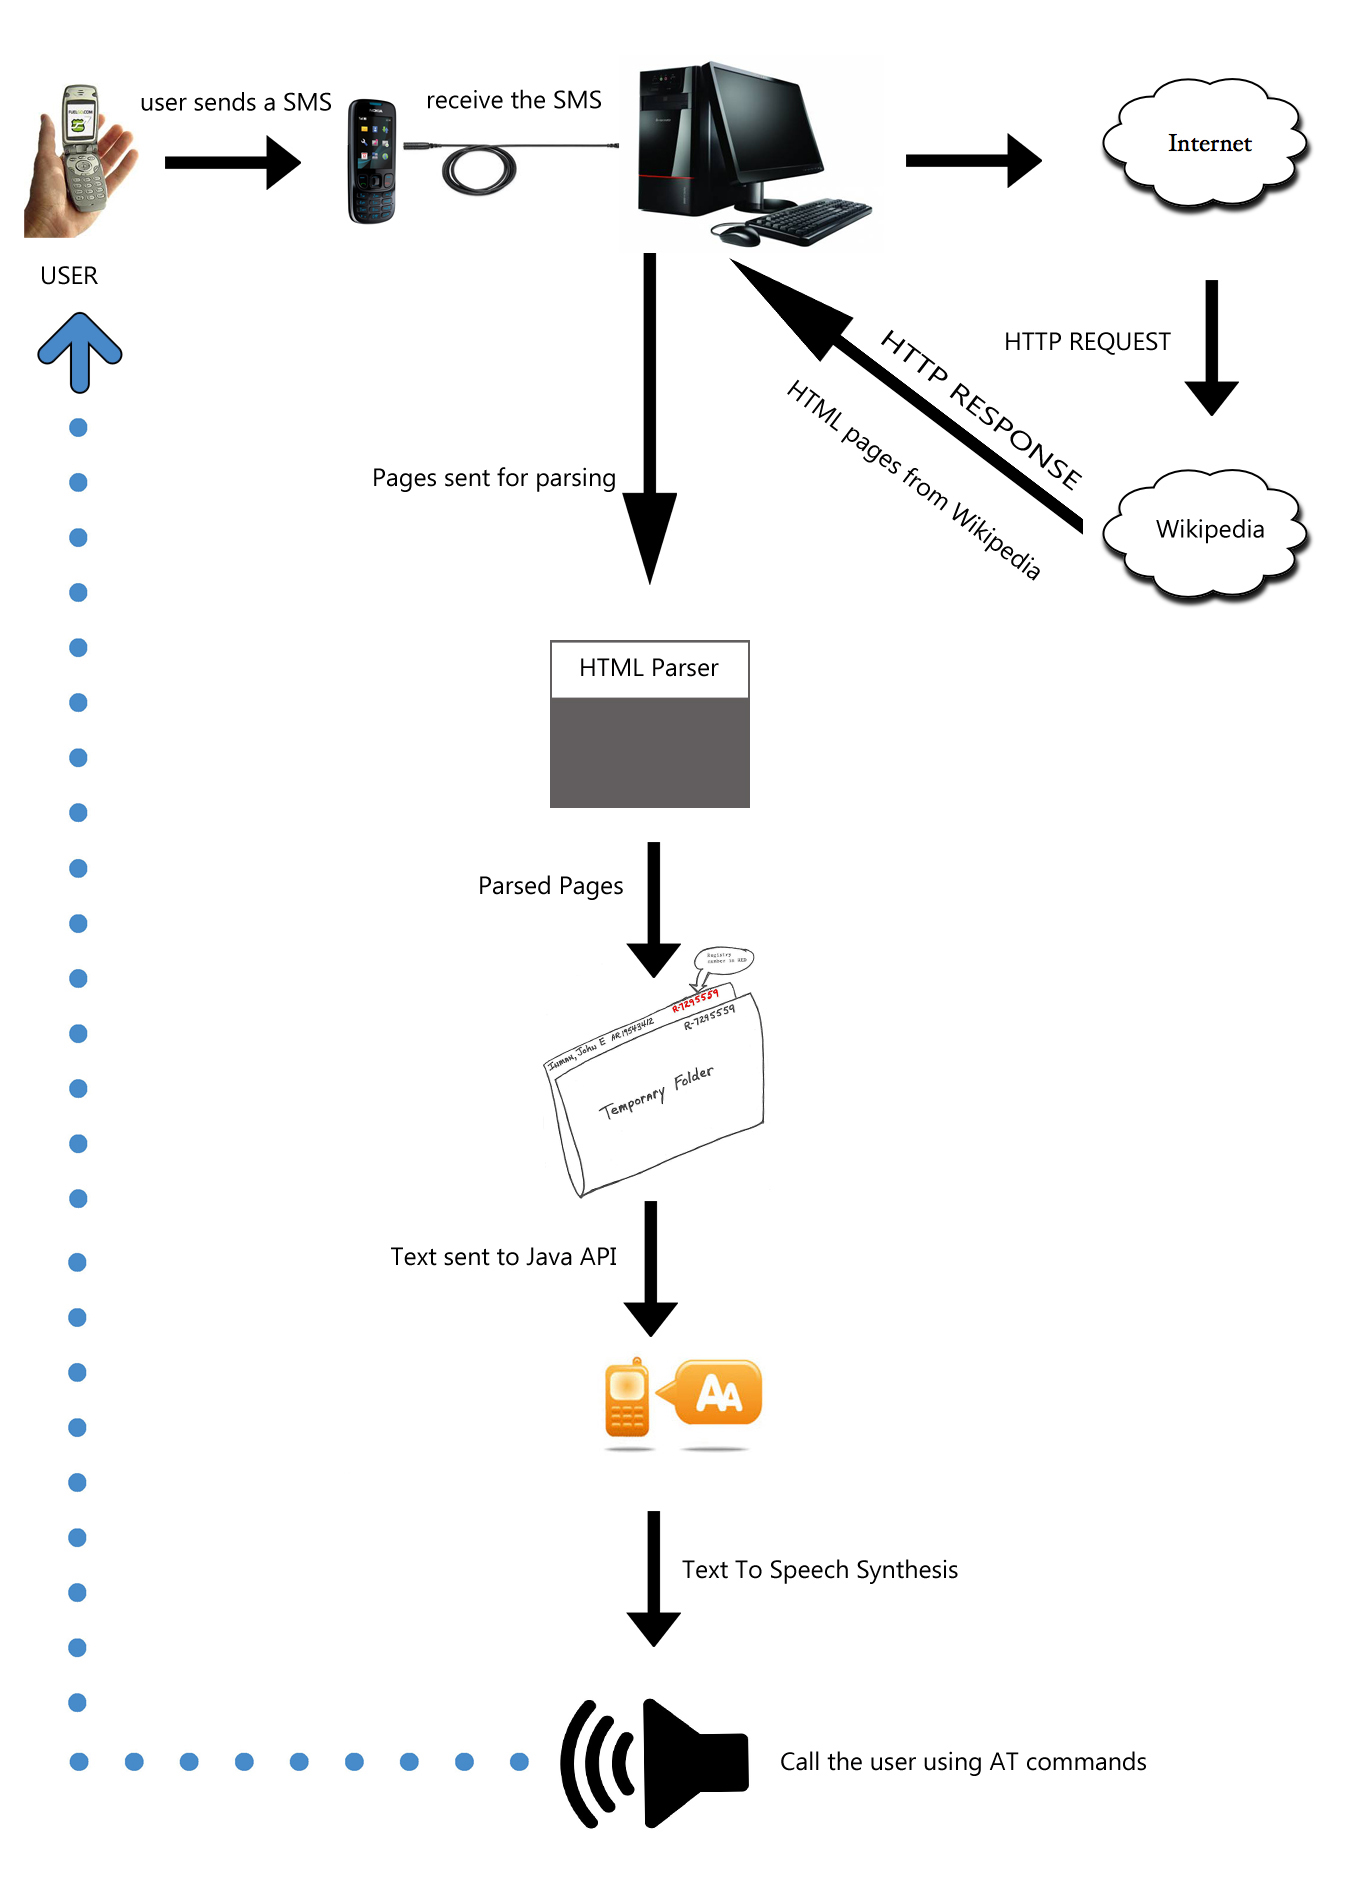 user sends a SMS
receive the SMS
Internet
USER
HTTP REQUEST
HTTP RESPONSE
HTML pages from Wikipedia
Pages sent for parsing
Wikipedia
HTML Parser
Parsed Pages
Registry
number in RED
R-7295559
INMAN, John E AR19543412
R-7295559
Temporary Folder
Text sent to Java API
AA
Text To Speech Synthesis
Call the user using AT commands